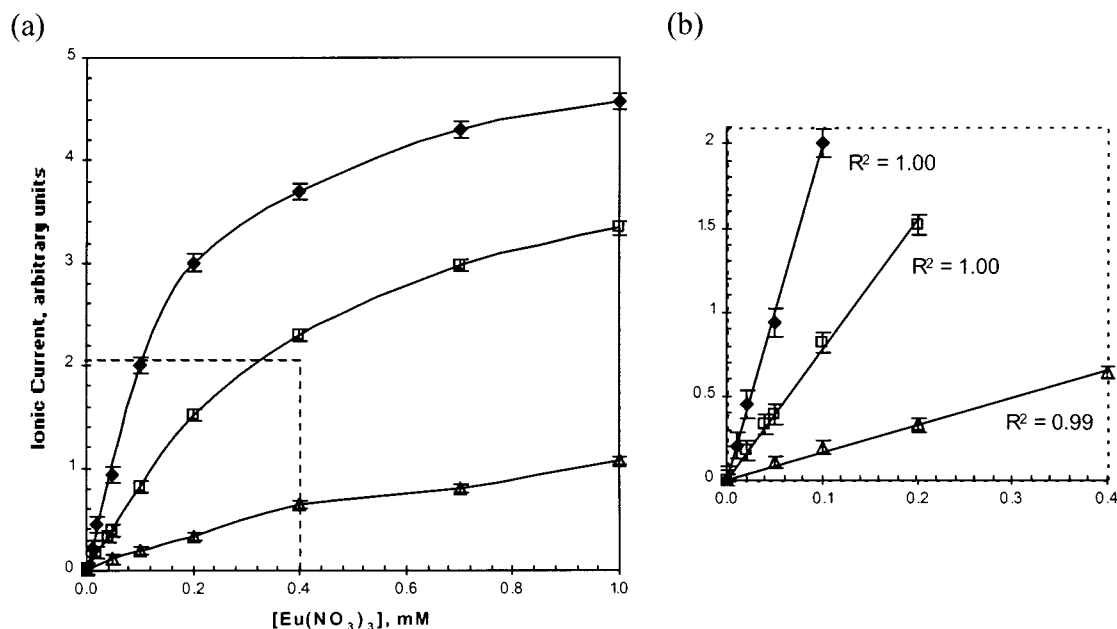 (a)
(b)
5
4
3
2
1
0
Ionic Current, arbitrary units
0.0 0.2 0.4 0.6 0.8 1.0
[Eu(NO3)3], mM
2
1.5
1
0.5
0
R² = 1.00
R² = 1.00
R² = 0.99
0.0 0.1 0.2 0.3 0.4